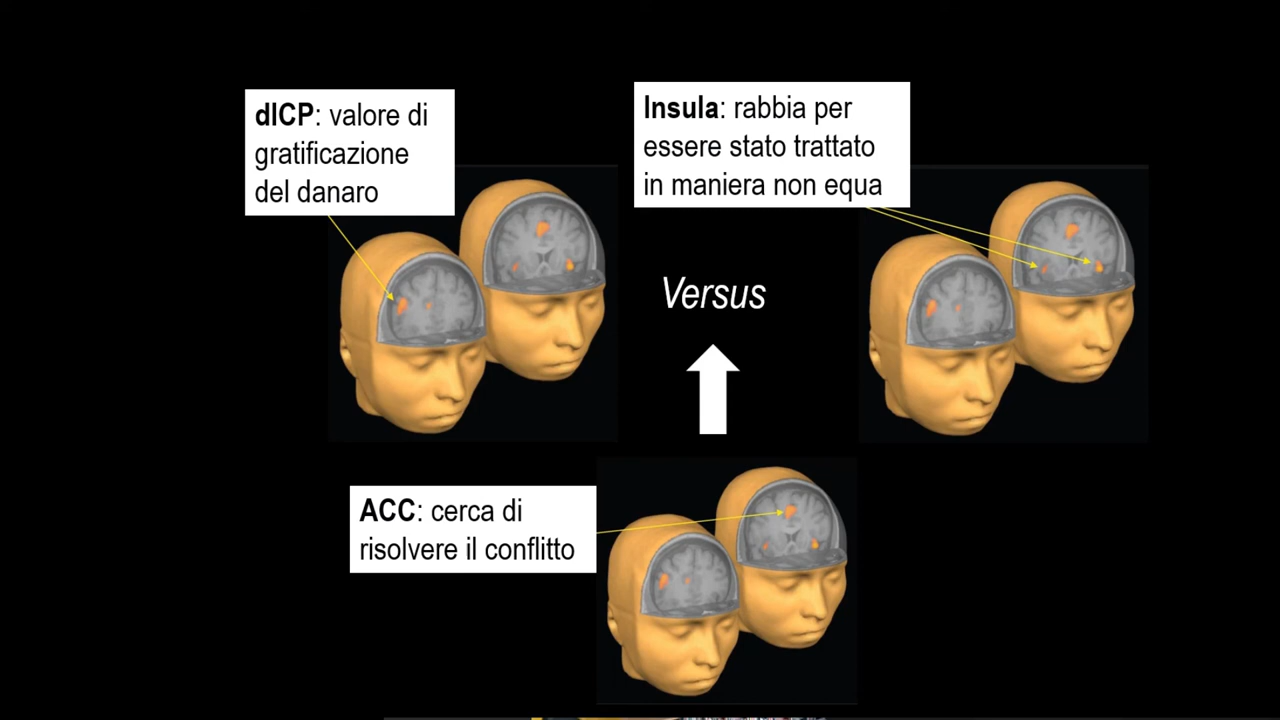 dlCP: valore di
gratificazione
del danaro
Insula: rabbia per
essere stato trattato
in maniera non equa
Versus
ACC: cerca di
risolvere il conflitto